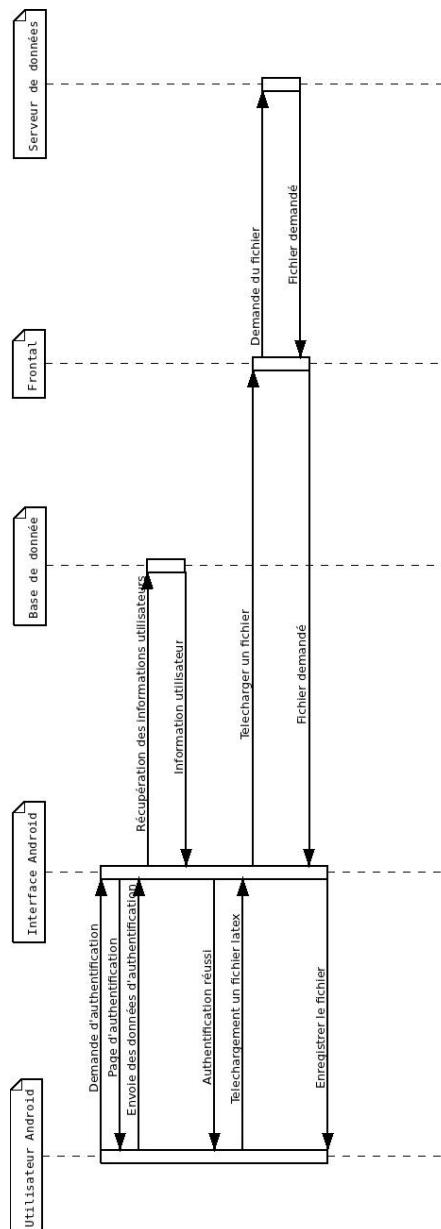 Utilisateur Android
Interface Android
Base de donnée
Frontal
Serveur de données
Demande d'authentification
Page d'authentification
Envoie des données d'authentification
Récupération des informations utilisateurs
Information utilisateur
Authentification réussi
Telechargement un fichier latex
Telecharger un fichier
Demande du fichier
Fichier demandé
Fichier demandé
Enregistrer le fichier